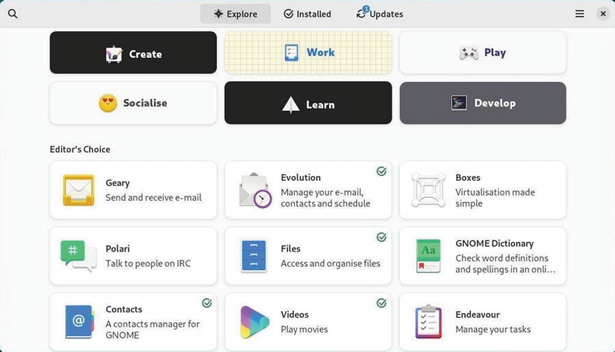 Explore
Installed
1
Updates
Create
Work
Play
Socialise
Learn
Develop
Editor's Choice
Geary
Send and receive e-mail
Evolution
Manage your e-mail,
contacts and schedule
Boxes
Virtualisation made
simple
Polari
Talk to people on IRC
Files
Access and organise files
Aa
GNOME Dictionary
Check word definitions
and spellings in an onli...
Contacts
A contacts manager for
GNOME
Videos
Play movies
Endeavour
Manage your tasks